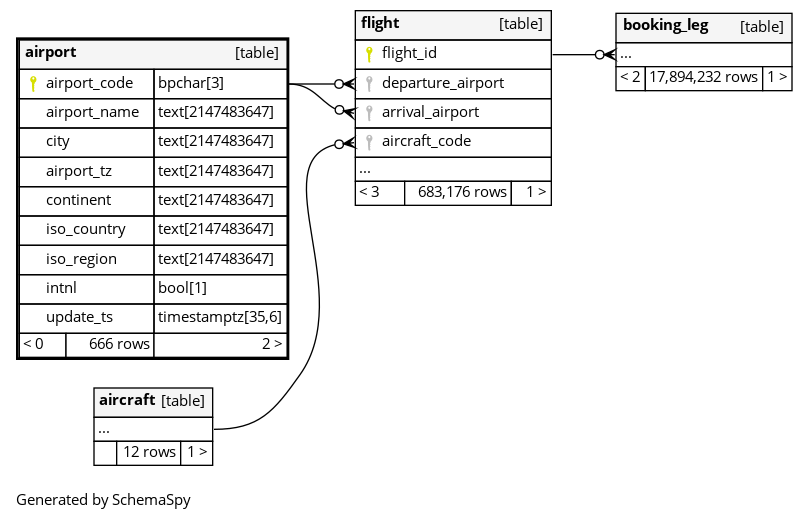 airport [table]
airport_code bpchar[3]
airport_name text[2147483647]
city text[2147483647]
airport_tz text[2147483647]
continent text[2147483647]
iso_country text[2147483647]
iso_region text[2147483647]
intnl bool[1]
update_ts timestamptz[35,6]
< 0 666 rows 2 >
flight [table]
flight_id
departure_airport
arrival_airport
aircraft_code
...
< 3 683,176 rows 1 >
booking_leg [table]
...
< 2 17,894,232 rows 1 >
aircraft [table]
...
12 rows 1 >
Generated by SchemaSpy